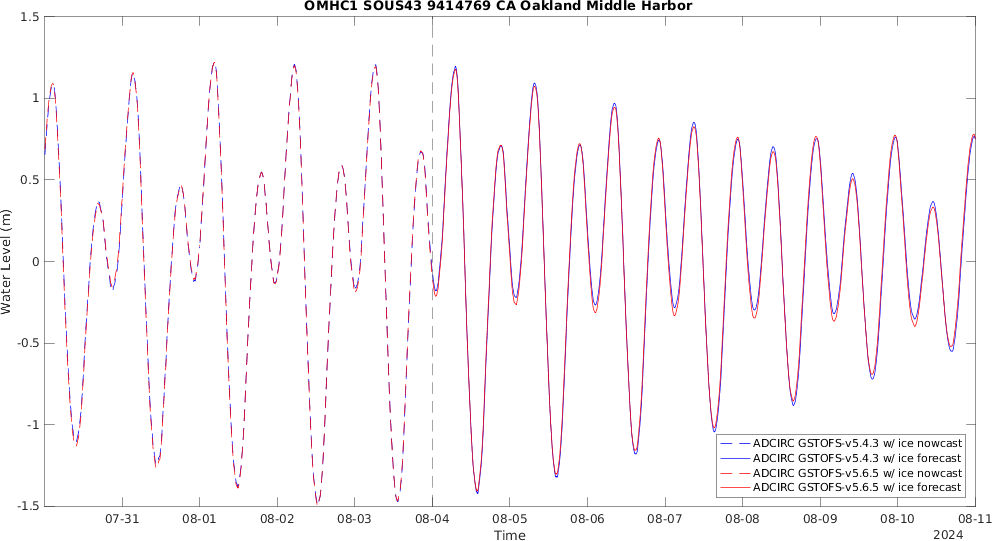 OMHC1 SOUS43 9414769 CA Oakland Middle Harbor
1.5
1
0.5
0
-0.5
-1
-1.5
Water Level (m)
ADCIRC GSTOFS-v5.4.3 w/ ice nowcast
ADCIRC GSTOFS-v5.4.3 w/ ice forecast
ADCIRC GSTOFS-v5.6.5 w/ ice nowcast
ADCIRC GSTOFS-v5.6.5 w/ ice forecast
07-31 08-01 08-02 08-03 08-04 08-05 08-06 08-07 08-08 08-09 08-10 08-11
Time
2024